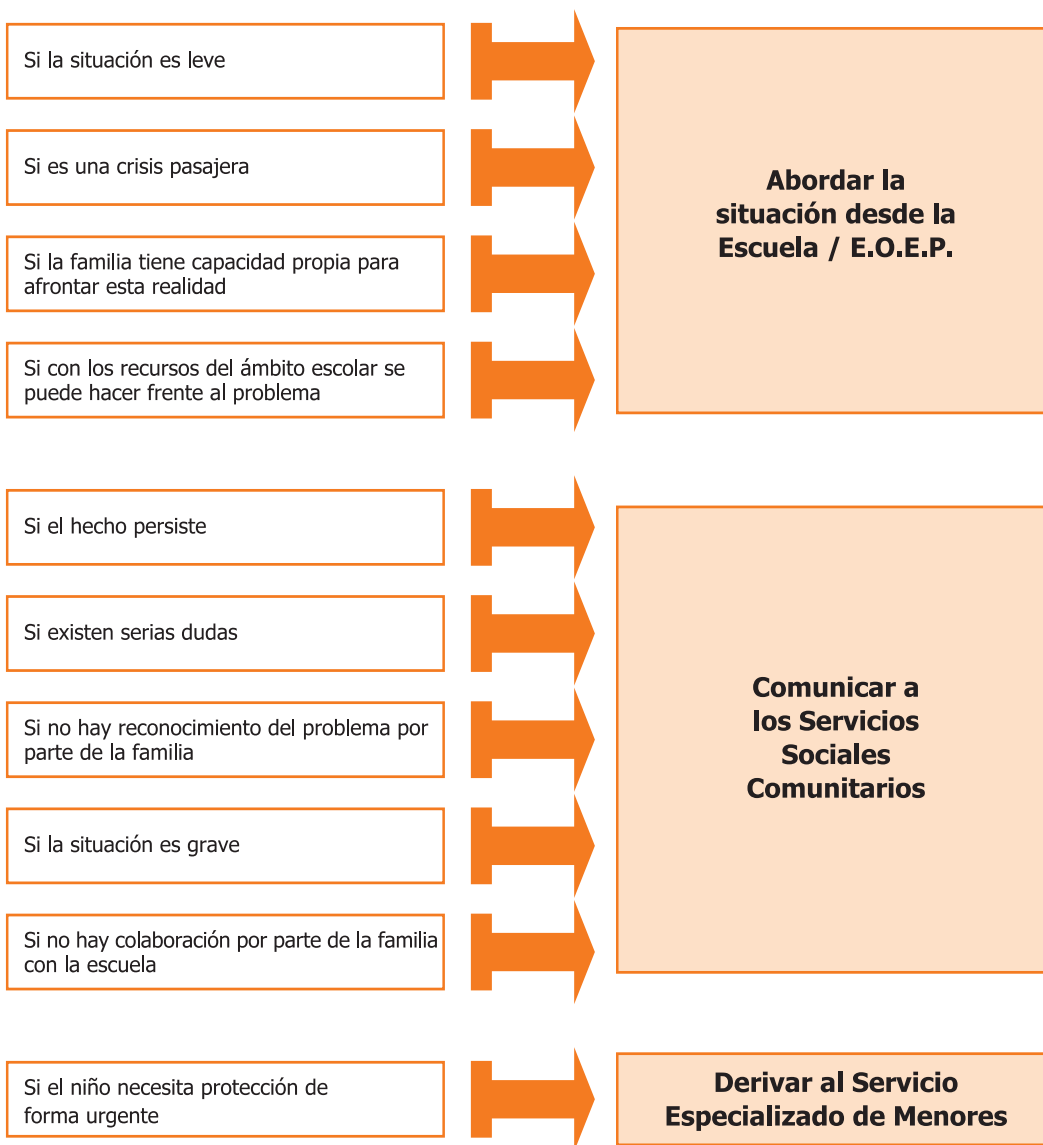 Si la situación es leve
Si es una crisis pasajera
Si la familia tiene capacidad propia para
afrontar esta realidad
Si con los recursos del ámbito escolar se
puede hacer frente al problema
Abordar la
situación desde la
Escuela / E.O.E.P.
Si el hecho persiste
Si existen serias dudas
Si no hay reconocimiento del problema por
parte de la familia
Si la situación es grave
Si no hay colaboración por parte de la familia
con la escuela
Comunicar a
los Servicios
Sociales
Comunitarios
Si el niño necesita protección de
forma urgente
Derivar al Servicio
Especializado de Menores